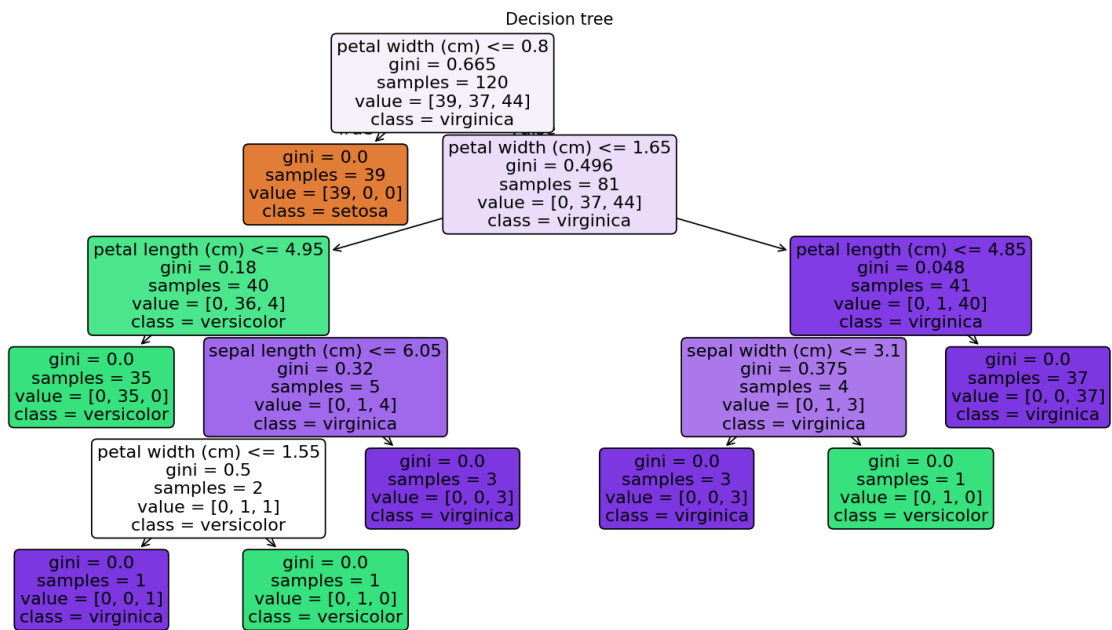 Decision tree
petal width (cm) <= 0.8
gini = 0.665
samples = 120
value = [39, 37, 44]
class = virginica
gini = 0.0
samples = 39
value = [39, 0, 0]
class = setosa
petal width (cm) <= 1.65
gini = 0.496
samples = 81
value = [0, 37, 44]
class = virginica
petal length (cm) <= 4.95
gini = 0.18
samples = 40
value = [0, 36, 4]
class = versicolor
petal length (cm) <= 4.85
gini = 0.048
samples = 41
value = [0, 1, 40]
class = virginica
gini = 0.0
samples = 35
value = [0, 35, 0]
class = versicolor
sepal length (cm) <= 6.05
gini = 0.32
samples = 5
value = [0, 1, 4]
class = virginica
sepal width (cm) <= 3.1
gini = 0.375
samples = 4
value = [0, 1, 3]
class = virginica
gini = 0.0
samples = 37
value = [0, 0, 37]
class = virginica
petal width (cm) <= 1.55
gini = 0.5
samples = 2
value = [0, 1, 1]
class = versicolor
gini = 0.0
samples = 3
value = [0, 0, 3]
class = virginica
gini = 0.0
samples = 3
value = [0, 0, 3]
class = virginica
gini = 0.0
samples = 1
value = [0, 1, 0]
class = versicolor
gini = 0.0
samples = 1
value = [0, 0, 1]
class = virginica
gini = 0.0
samples = 1
value = [0, 1, 0]
class = versicolor